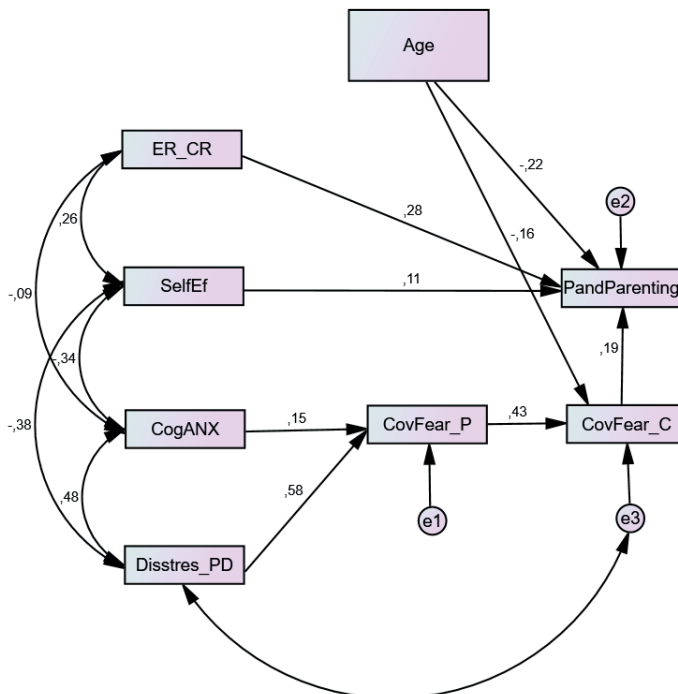 Age
ER_CR
-,22
e2
,28
,26
-,16
SelfEf
,11
PandParenting
-,09
-,34
,19
-,38
CogANX
,15
CovFear_P
,43
CovFear_C
,48
,58
e1
e3
Disstres_PD